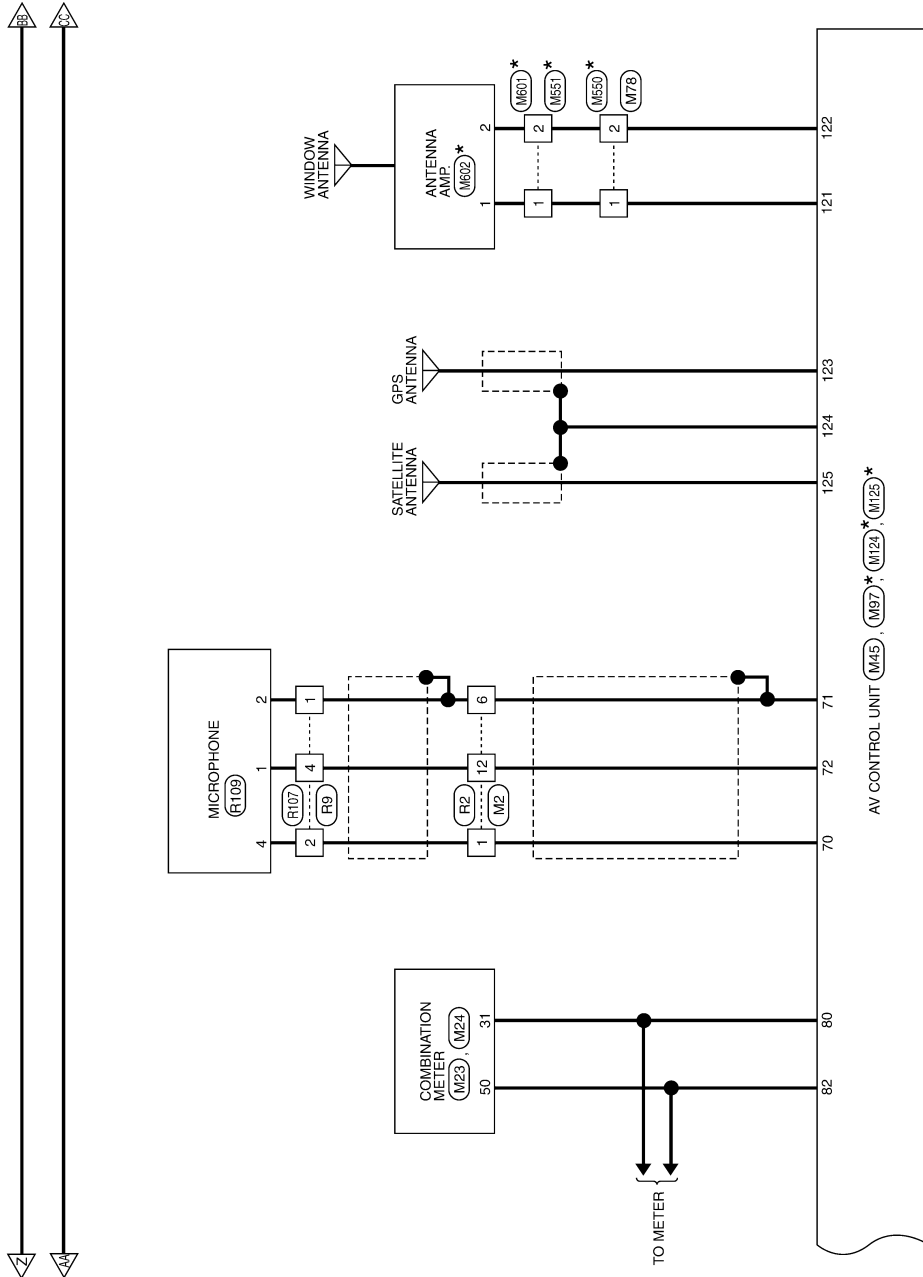 BB
CC
Z
AA
WINDOW
ANTENNA
ANTENNA
AMP.
M602 *
1
2
M601 *
1
2
M551 *
M550 *
1
2
M78
121
122
GPS
ANTENNA
SATELLITE
ANTENNA
125
124
123
MICROPHONE
R109
4
1
2
R107
2
4
1
R9
R2
1
12
6
M2
70
72
71
COMBINATION
METER
M23 , M24
50
31
TO METER
82
80
AV CONTROL UNIT M45 , M97 * , M124 * , M125 *